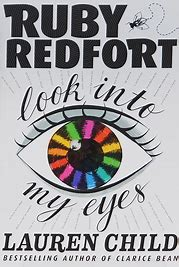 RUBY
REDFORT
look into
my eyes
LAUREN CHILD
BESTSELLING AUTHOR OF CLARICE BEAN